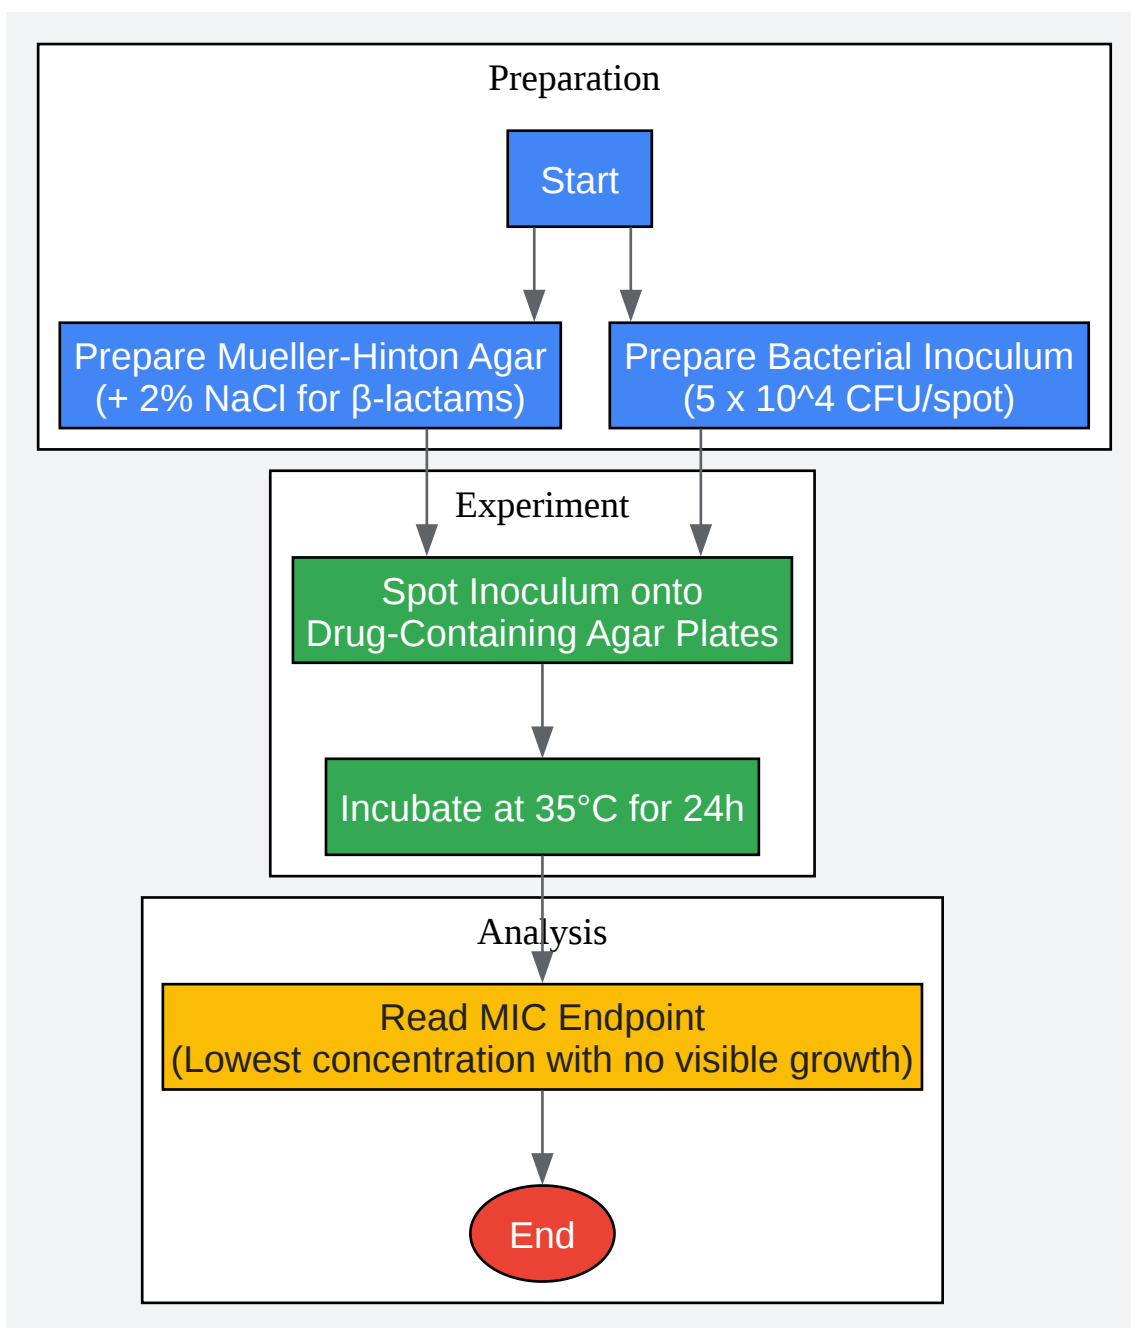 Preparation
Start
Prepare Mueller-Hinton Agar
(+ 2% NaCl for β-lactams)
Prepare Bacterial Inoculum
(5 x 10^4 CFU/spot)
Experiment
Spot Inoculum onto
Drug-Containing Agar Plates
Incubate at 35°C for 24h
Analysis
Read MIC Endpoint
(Lowest concentration with no visible growth)
End